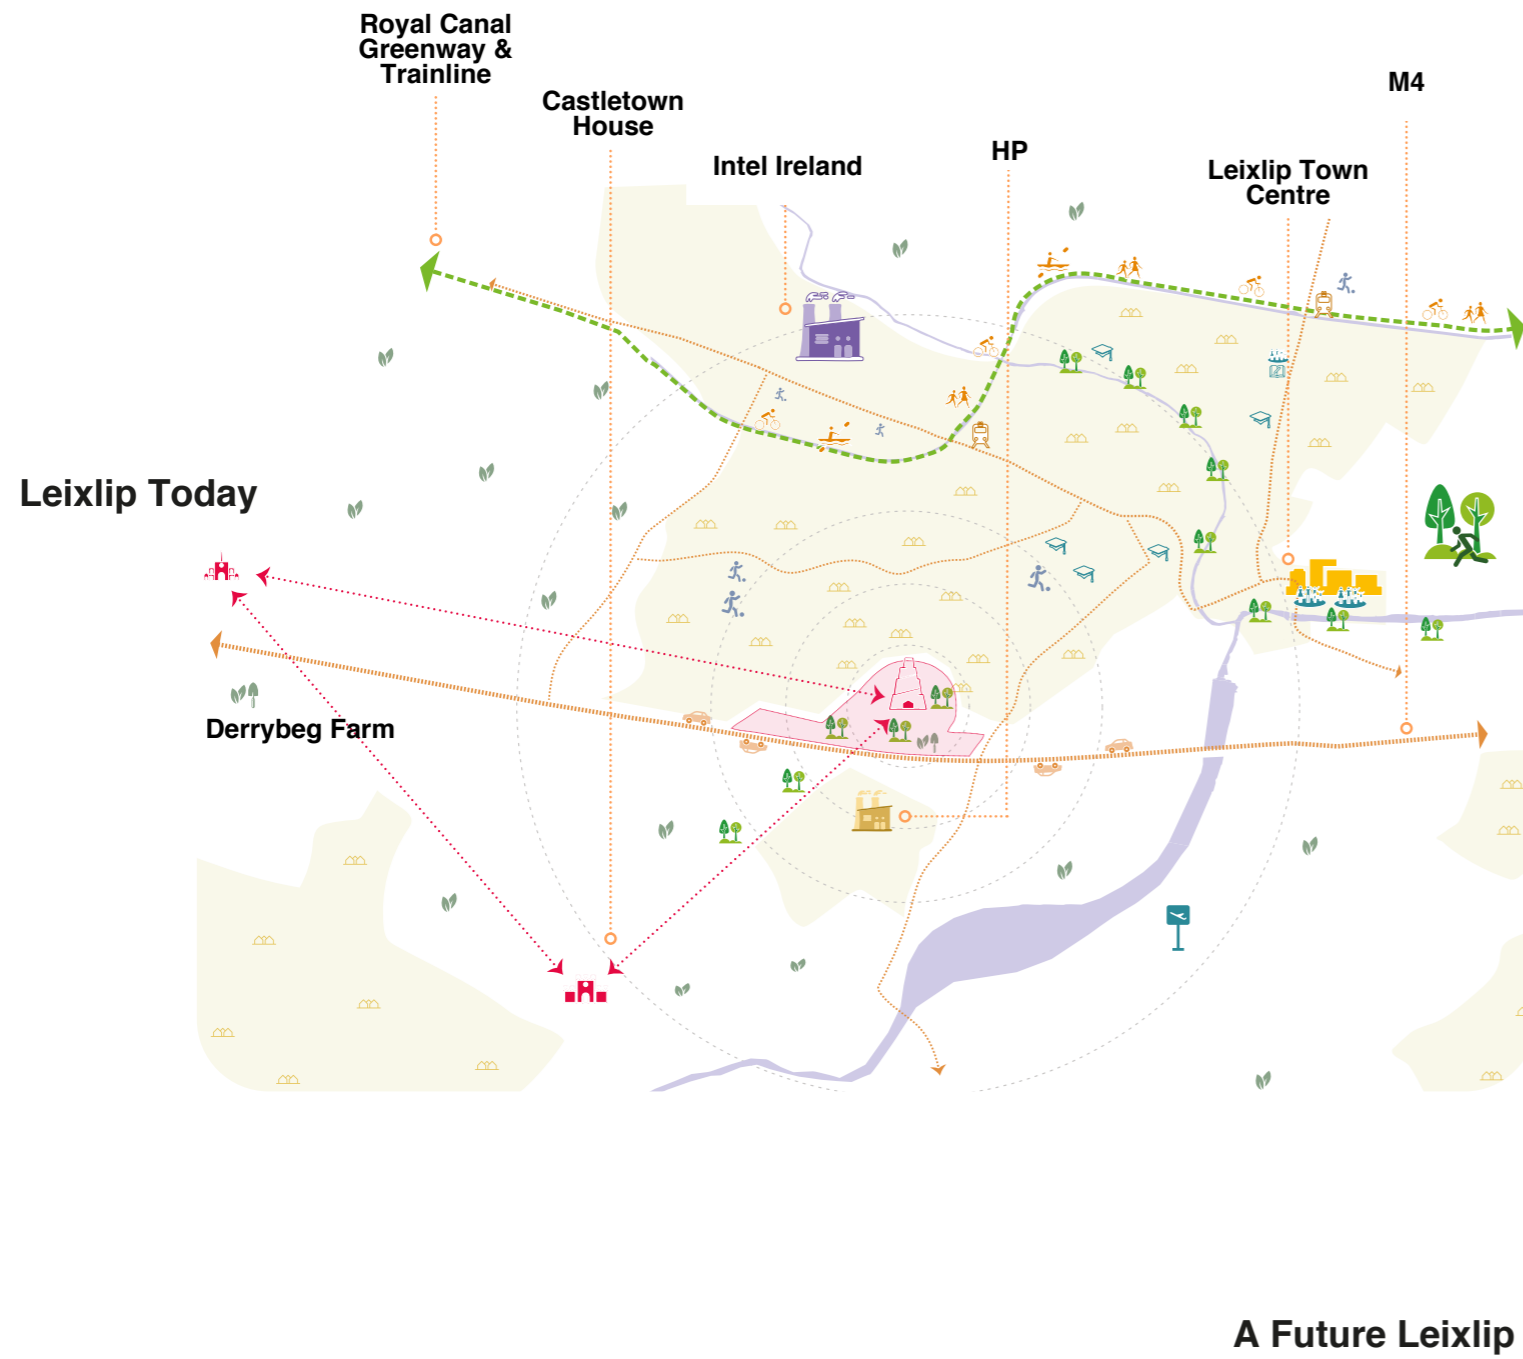 Royal Canal
Greenway &
Trainline
Castletown
House
Intel Ireland
HP
Leixlip Town
Centre
M4
Leixlip Today
Derrybeg Farm
A Future Leixlip